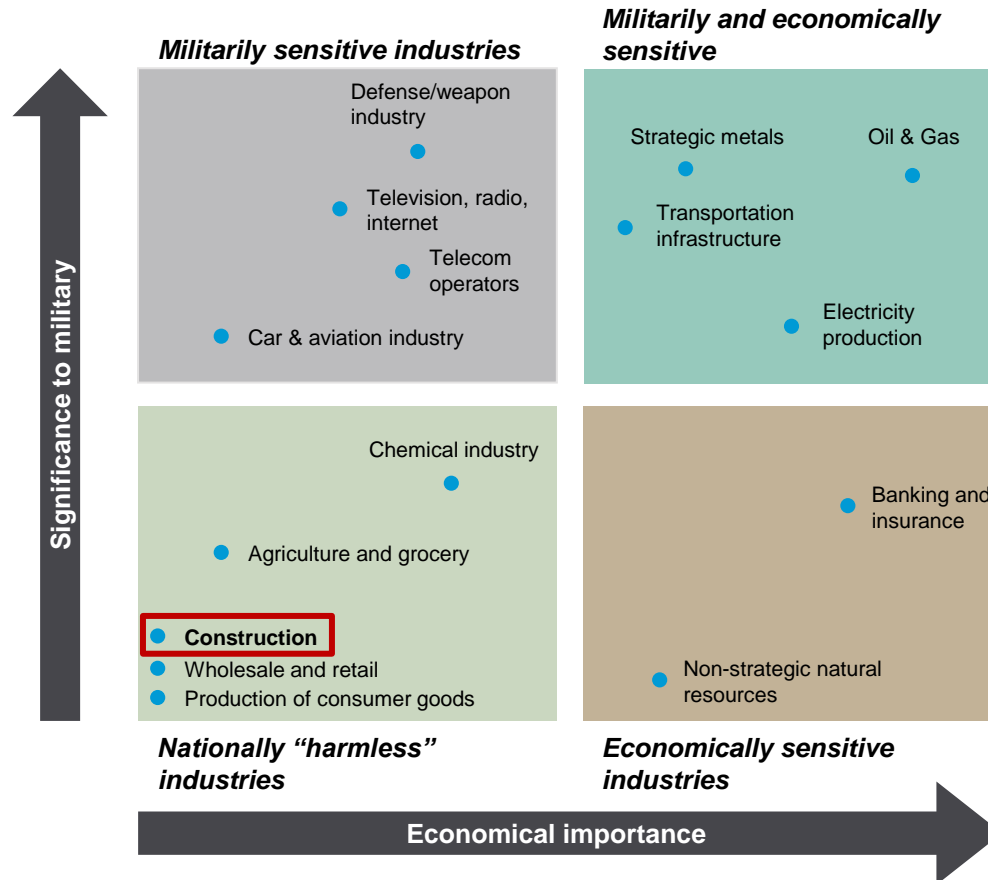 Militarily sensitive industries
Militarily and economically
sensitive
Defense/weapon
industry
Television, radio,
internet
Telecom
operators
Car & aviation industry
Strategic metals
Oil & Gas
Transportation
infrastructure
Electricity
production
Significance to military
Chemical industry
Agriculture and grocery
Construction
Wholesale and retail
Production of consumer goods
Banking and
insurance
Non-strategic natural
resources
Nationally “harmless”
industries
Economically sensitive
industries
Economical importance